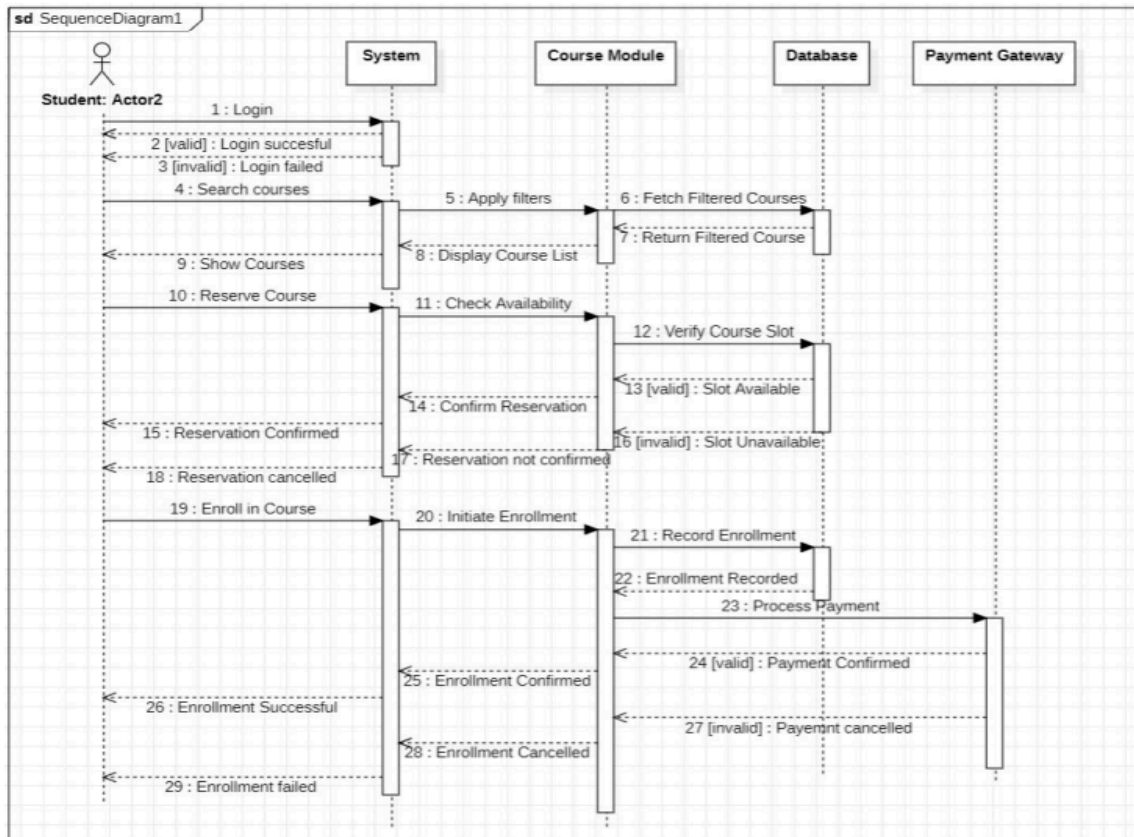 sd SequenceDiagram1
System
Course Module
Database
Payment Gateway
Student: Actor2
1 : Login
2 [valid] : Login succesful
3 [invalid] : Login failed
4 : Search courses
5 : Apply filters
6 : Fetch Filtered Courses
7 : Return Filtered Course
8 : Display Course List
9 : Show Courses
10 : Reserve Course
11 : Check Availability
12 : Verify Course Slot
13 [valid] : Slot Available
14 : Confirm Reservation
15 : Reservation Confirmed
16 [invalid] : Slot Unavailable
17 : Reservation not confirmed
18 : Reservation cancelled
19 : Enroll in Course
20 : Initiate Enrollment
21 : Record Enrollment
22 : Enrollment Recorded
23 : Process Payment
24 [valid] : Payment Confirmed
25 : Enrollment Confirmed
26 : Enrollment Successful
27 [invalid] : Payemnt cancelled
28 : Enrollment Cancelled
29 : Enrollment failed